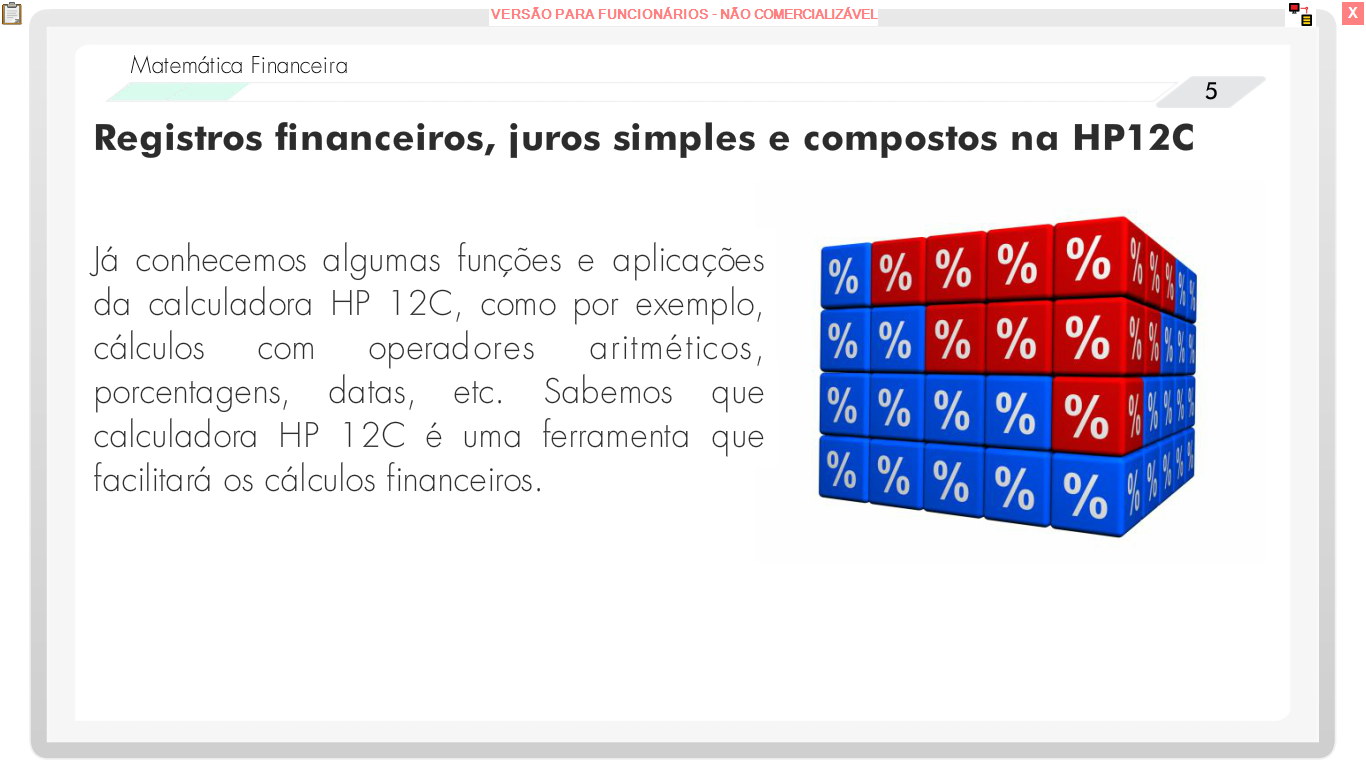 VERSÃO PARA FUNCIONÁRIOS - NÃO COMERCIALIZÁVEL
X
Matemática Financeira
5
Registros financeiros, juros simples e compostos na HP12C
Já conhecemos algumas funções e aplicações
da calculadora HP 12C, como por exemplo,
cálculos com operadores aritméticos,
porcentagens, datas, etc. Sabemos que
calculadora HP 12C é uma ferramenta que
facilitará os cálculos financeiros.
% % % % % % % % % %
% % % % % % % % % %
% % % % % % % % % %
% % % % % % % % % %